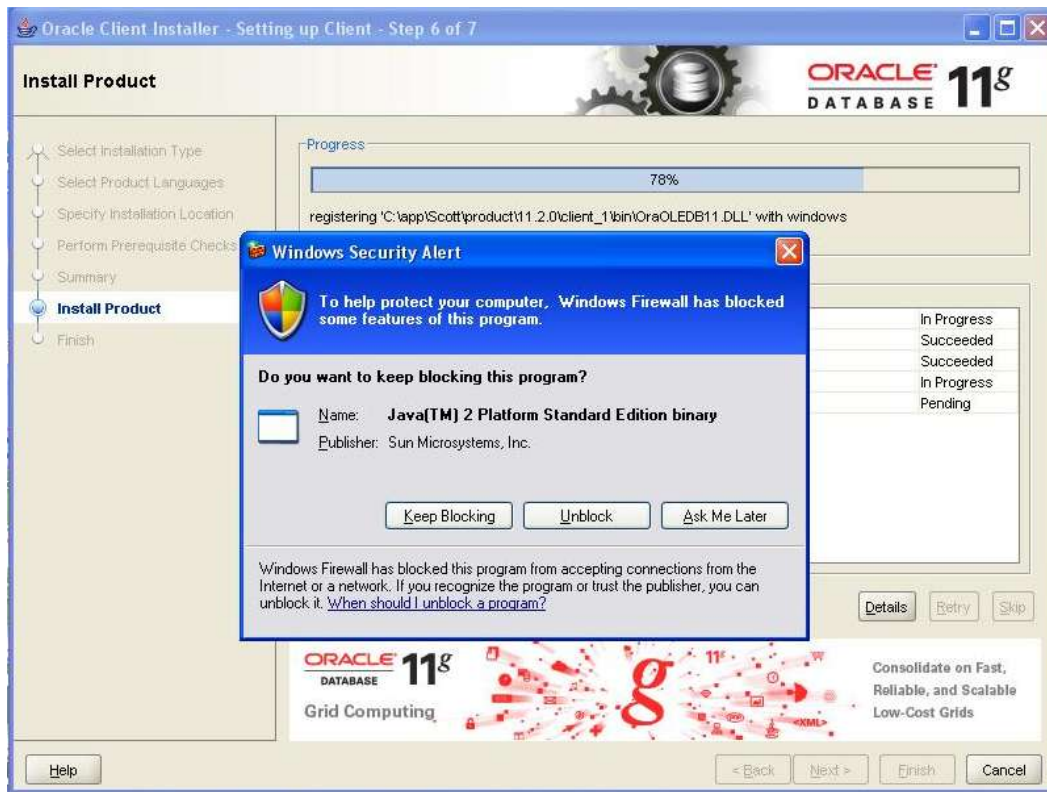 Oracle Client Installer - Setting up Client - Step 6 of 7
Install Product
ORACLE 11g
DATABASE
Select Installation Type
Select Product Languages
Specify Installation Location
Perform Prerequisite Checks
Summary
Install Product
Finish
Progress
78%
registering 'C:\app\Scott\product\11.2.0\client_1\bin\OraOLEDB11.DLL' with windows
In Progress
Succeeded
Succeeded
In Progress
Pending
Windows Security Alert
To help protect your computer, Windows Firewall has blocked
some features of this program.
Do you want to keep blocking this program?
Name: Java(TM) 2 Platform Standard Edition binary
Publisher: Sun Microsystems, Inc.
Keep Blocking Unblock Ask Me Later
Windows Firewall has blocked this program from accepting connections from the
Internet or a network. If you recognize the program or trust the publisher, you can
unblock it. When should I unblock a program?
Details Retry Skip
ORACLE 11g
DATABASE
Grid Computing
g
11g
<XML>
Consolidate on Fast,
Reliable, and Scalable
Low-Cost Grids
Help < Back Next > Finish Cancel